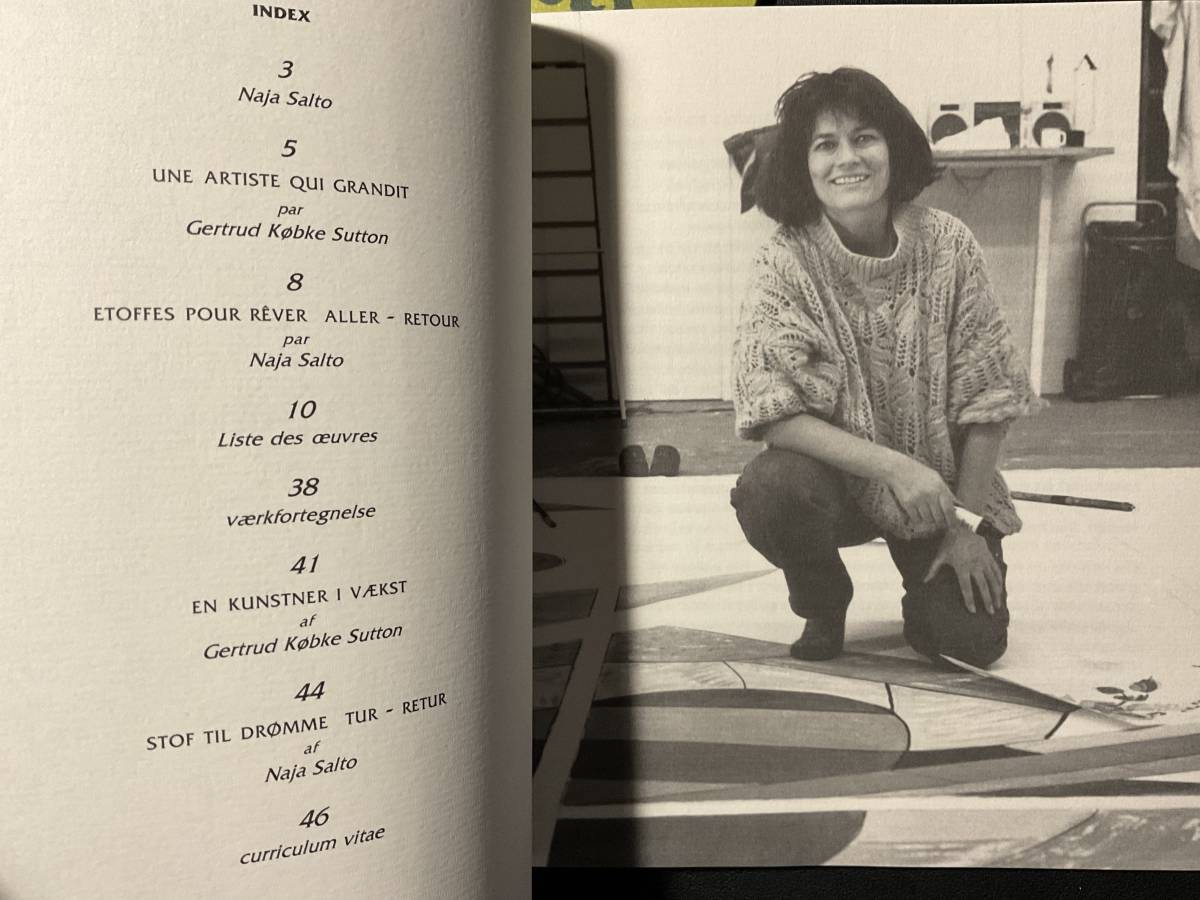 INDEX
3
Naja Salto
5
UNE ARTISTE QUI GRANDIT
par
Gertrud Købke Sutton
8
ETOFFES POUR RÊVER ALLER - RETOUR
par
Naja Salto
10
Liste des œuvres
38
værkfortegnelse
41
EN KUNSTNER I VÆKST
af
Gertrud Købke Sutton
44
STOF TIL DRØMME TUR - RETUR
af
Naja Salto
46
curriculum vitae